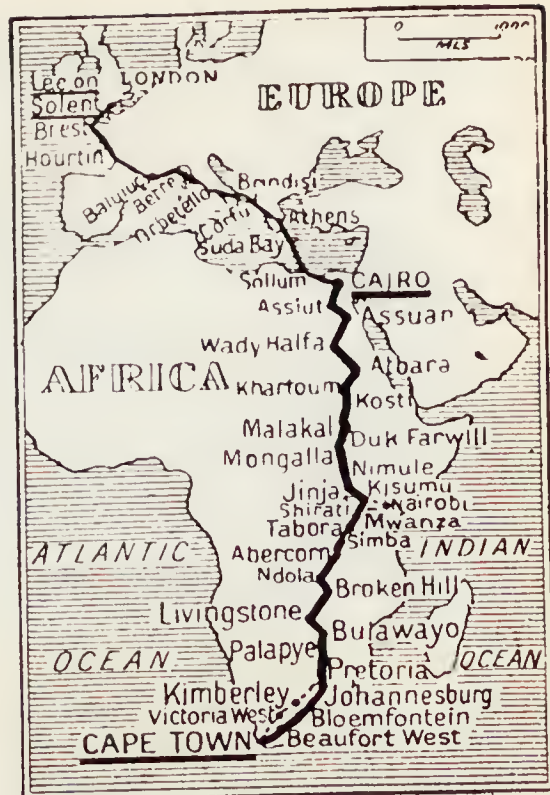 0 1000
MLS
Lee on LONDON
Solent
EUROPE
Brest
Hourtin
Brindisi
Berre
Orbetello
Corfu
Athens
Suda Bay
Sollum
CAIRO
Assiut
Assuan
Wady Halfa
Atbara
AFRICA
Khartoum
Kosti
Malakal
Duk Farwill
Mongalla
Nimule
Jinja
Kisumu
Shirati
Nairobi
Mwanza
Tabora
Simba
ATLANTIC
Abercorn
INDIAN
Ndola
Broken Hill
Livingstone
Bulawayo
OCEAN
Palapye
OCEAN
Pretoria
Kimberley
Johannesburg
Victoria West
Bloemfontein
CAPE TOWN
Beaufort West